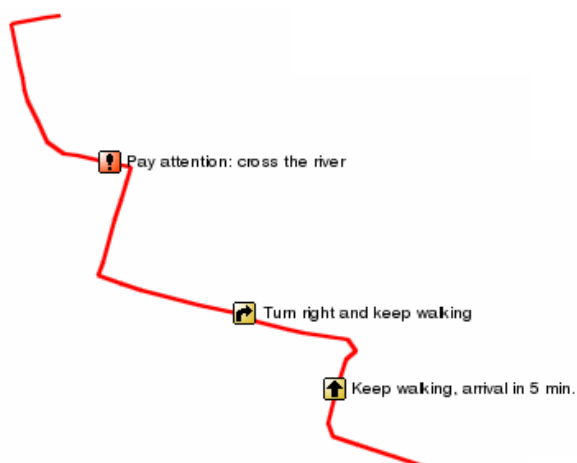 Pay attention: cross the river
Turn right and keep walking
Keep walking, arrival in 5 min.